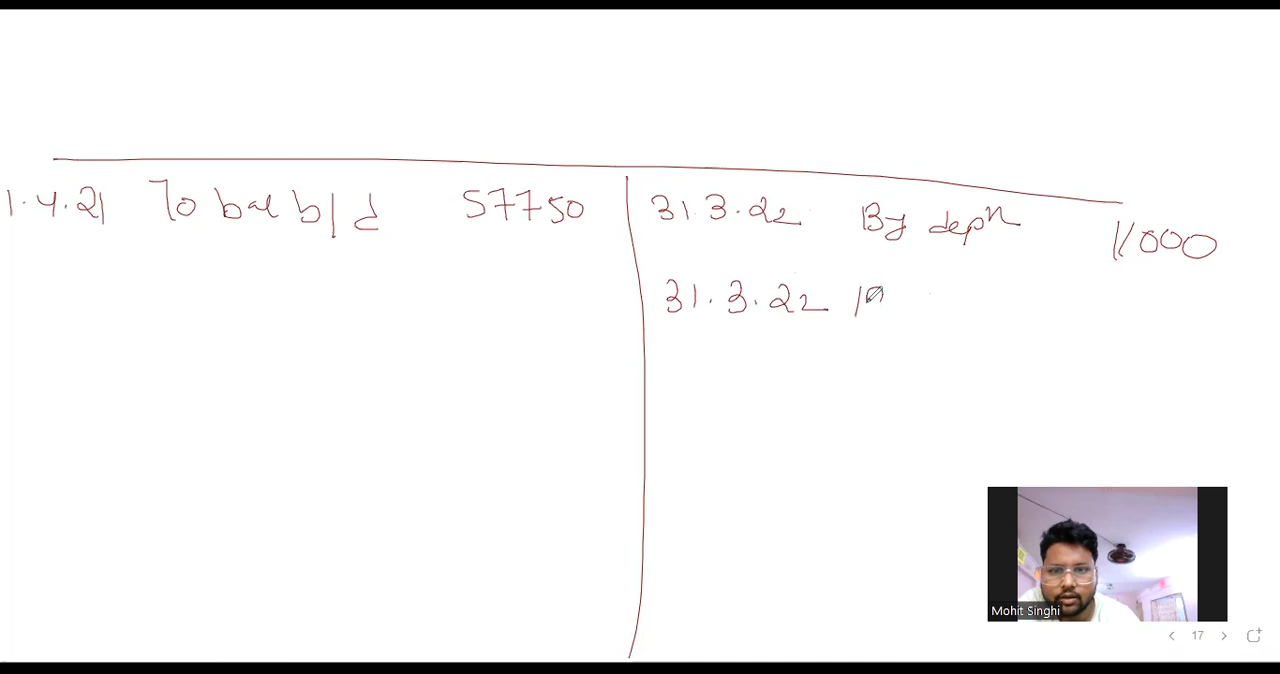 1.4.21 To bal b/d 57750 31.3.22 By depn 11000
31.3.22
Mohit Singhi
17